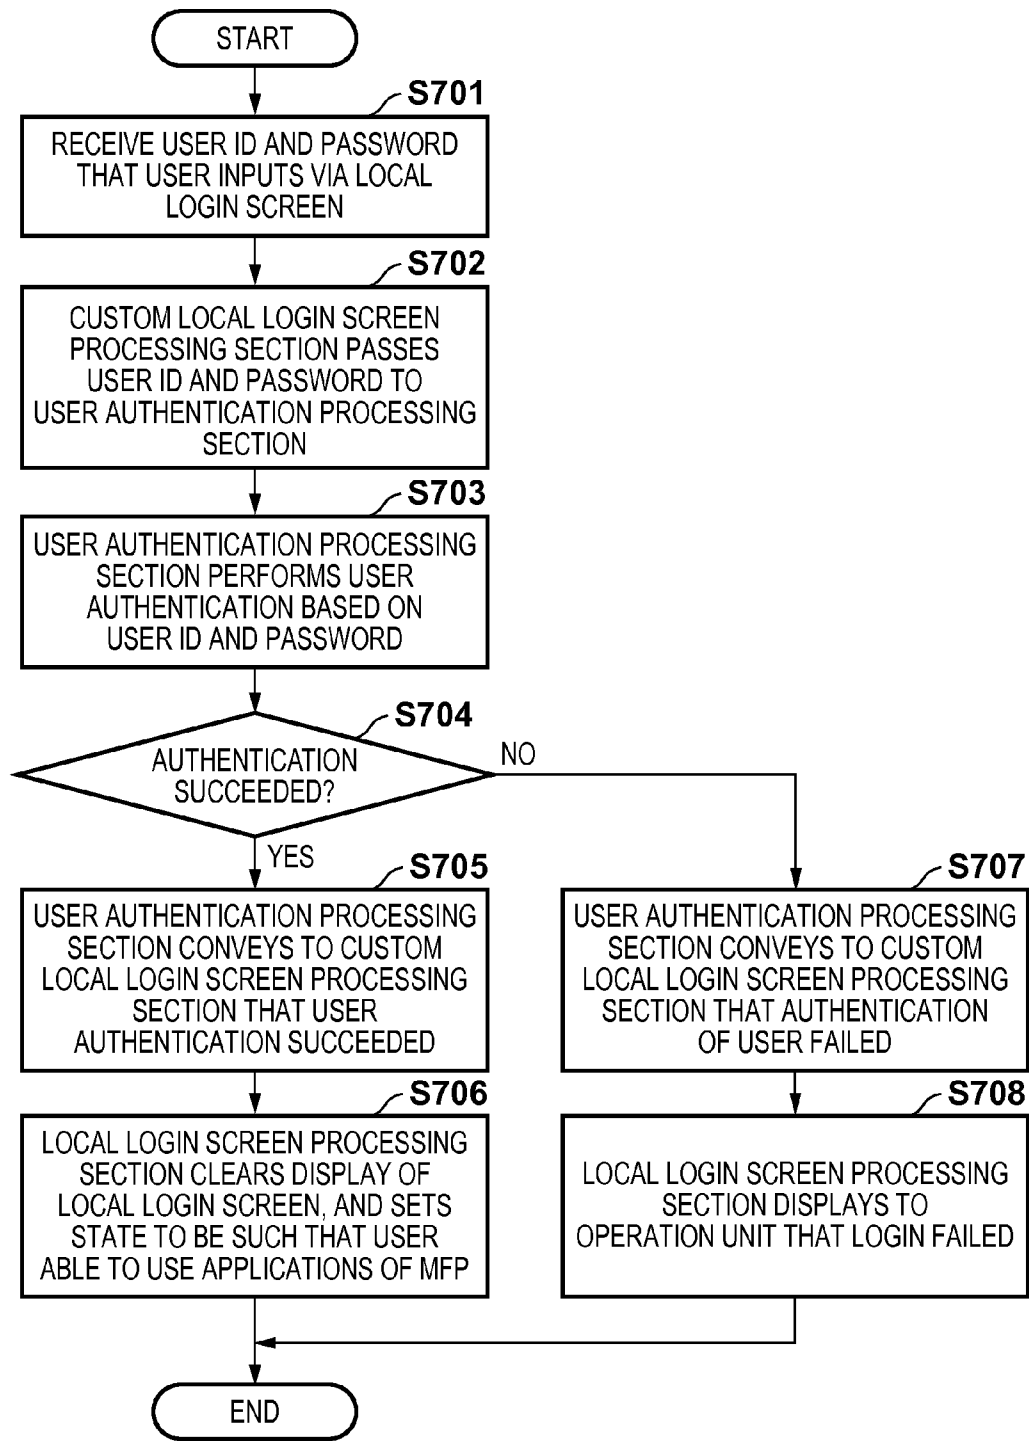 START
S701
RECEIVE USER ID AND PASSWORD
THAT USER INPUTS VIA LOCAL
LOGIN SCREEN
S702
CUSTOM LOCAL LOGIN SCREEN
PROCESSING SECTION PASSES
USER ID AND PASSWORD TO
USER AUTHENTICATION PROCESSING
SECTION
S703
USER AUTHENTICATION PROCESSING
SECTION PERFORMS USER
AUTHENTICATION BASED ON
USER ID AND PASSWORD
S704
AUTHENTICATION
SUCCEEDED?
NO
YES
S705
USER AUTHENTICATION PROCESSING
SECTION CONVEYS TO CUSTOM
LOCAL LOGIN SCREEN PROCESSING
SECTION THAT USER
AUTHENTICATION SUCCEEDED
S706
LOCAL LOGIN SCREEN PROCESSING
SECTION CLEARS DISPLAY OF
LOCAL LOGIN SCREEN, AND SETS
STATE TO BE SUCH THAT USER
ABLE TO USE APPLICATIONS OF MFP
S707
USER AUTHENTICATION PROCESSING
SECTION CONVEYS TO CUSTOM
LOCAL LOGIN SCREEN PROCESSING
SECTION THAT AUTHENTICATION
OF USER FAILED
S708
LOCAL LOGIN SCREEN PROCESSING
SECTION DISPLAYS TO
OPERATION UNIT THAT LOGIN FAILED
END